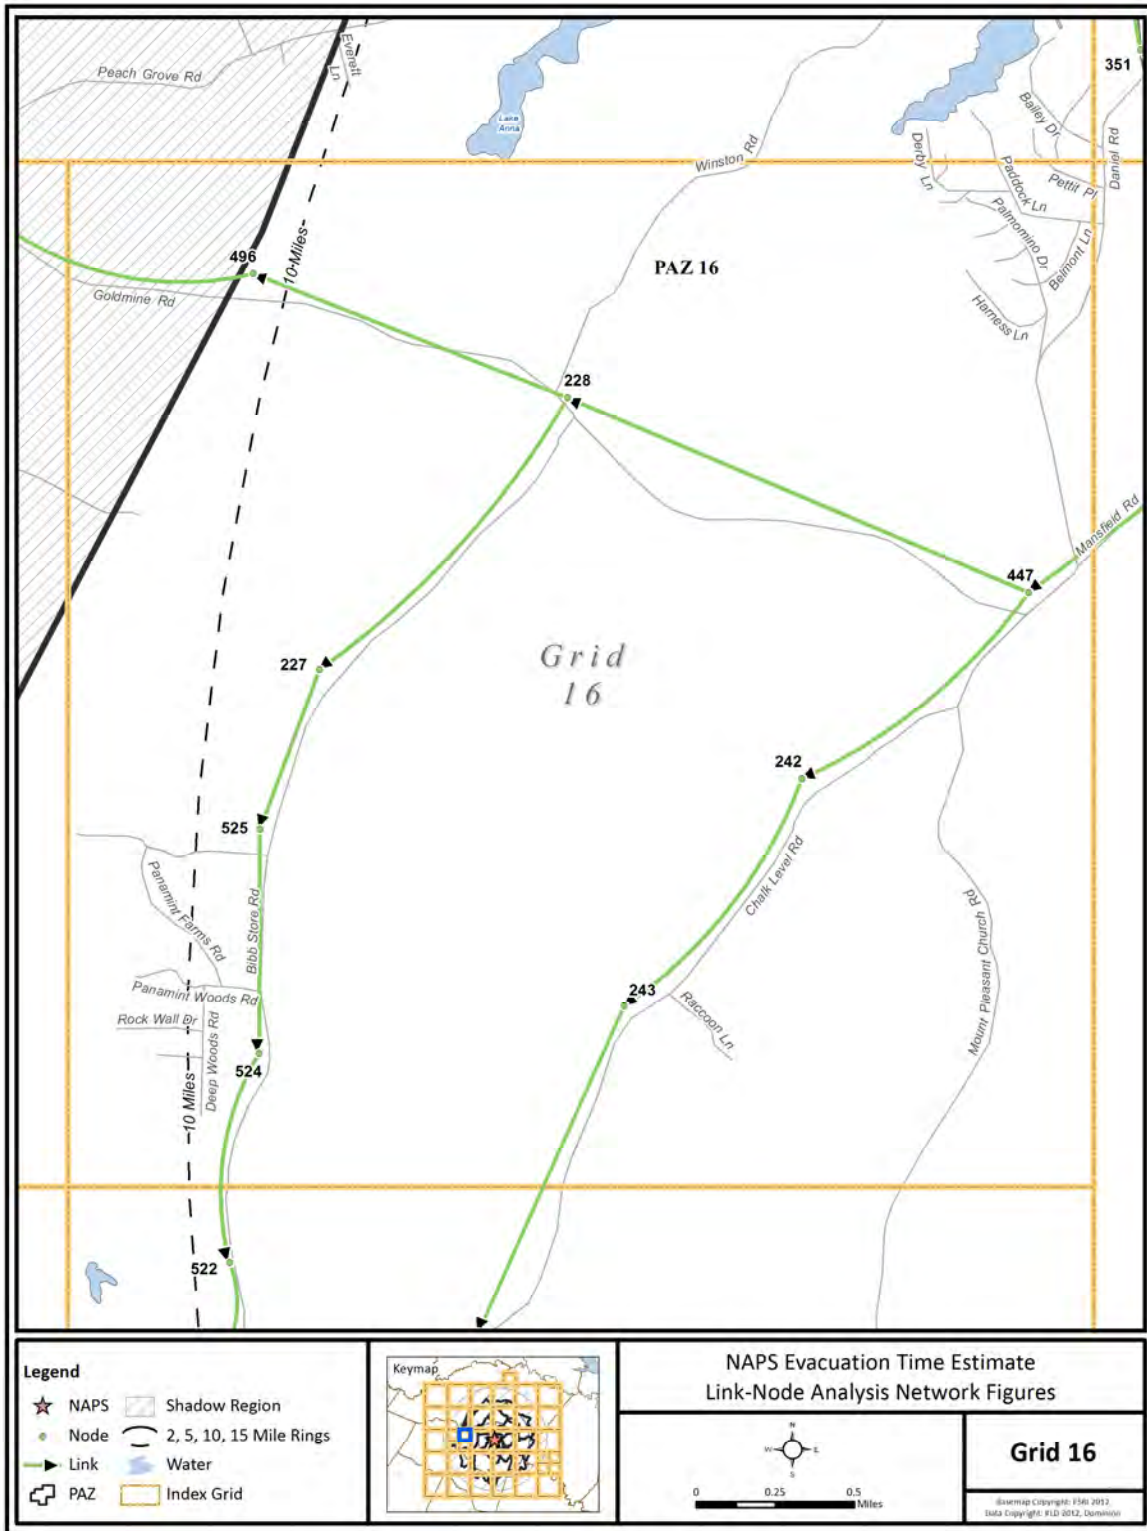 351
Everett Ln
Peach Grove Rd
Bailey Dr
Lake
Anna
Winston Rd
Derby Ln
Paddock Ln
Pettit Pl
Daniel Rd
Palmomino Dr
Belmont Ln
Harness Ln
496
10 Miles
PAZ 16
Goldmine Rd
228
Mansfield Rd
447
Grid
16
227
242
525
Chalk Level Rd
Panamint Farms Rd
Bibb Store Rd
Mount Pleasant Church Rd
243
Panamint Woods Rd
Raccoon Ln
Rock Wall Dr
Deep Woods Rd
524
10 Miles
522
Legend
NAPS
Shadow Region
Node
2, 5, 10, 15 Mile Rings
Link
Water
PAZ
Index Grid
Keymap
NAPS Evacuation Time Estimate
Link-Node Analysis Network Figures
N
W
E
S
0 0.25 0.5
Miles
Grid 16
Basemap Copyright: ESRI 2012
Data Copyright: KLD 2012, Dominion